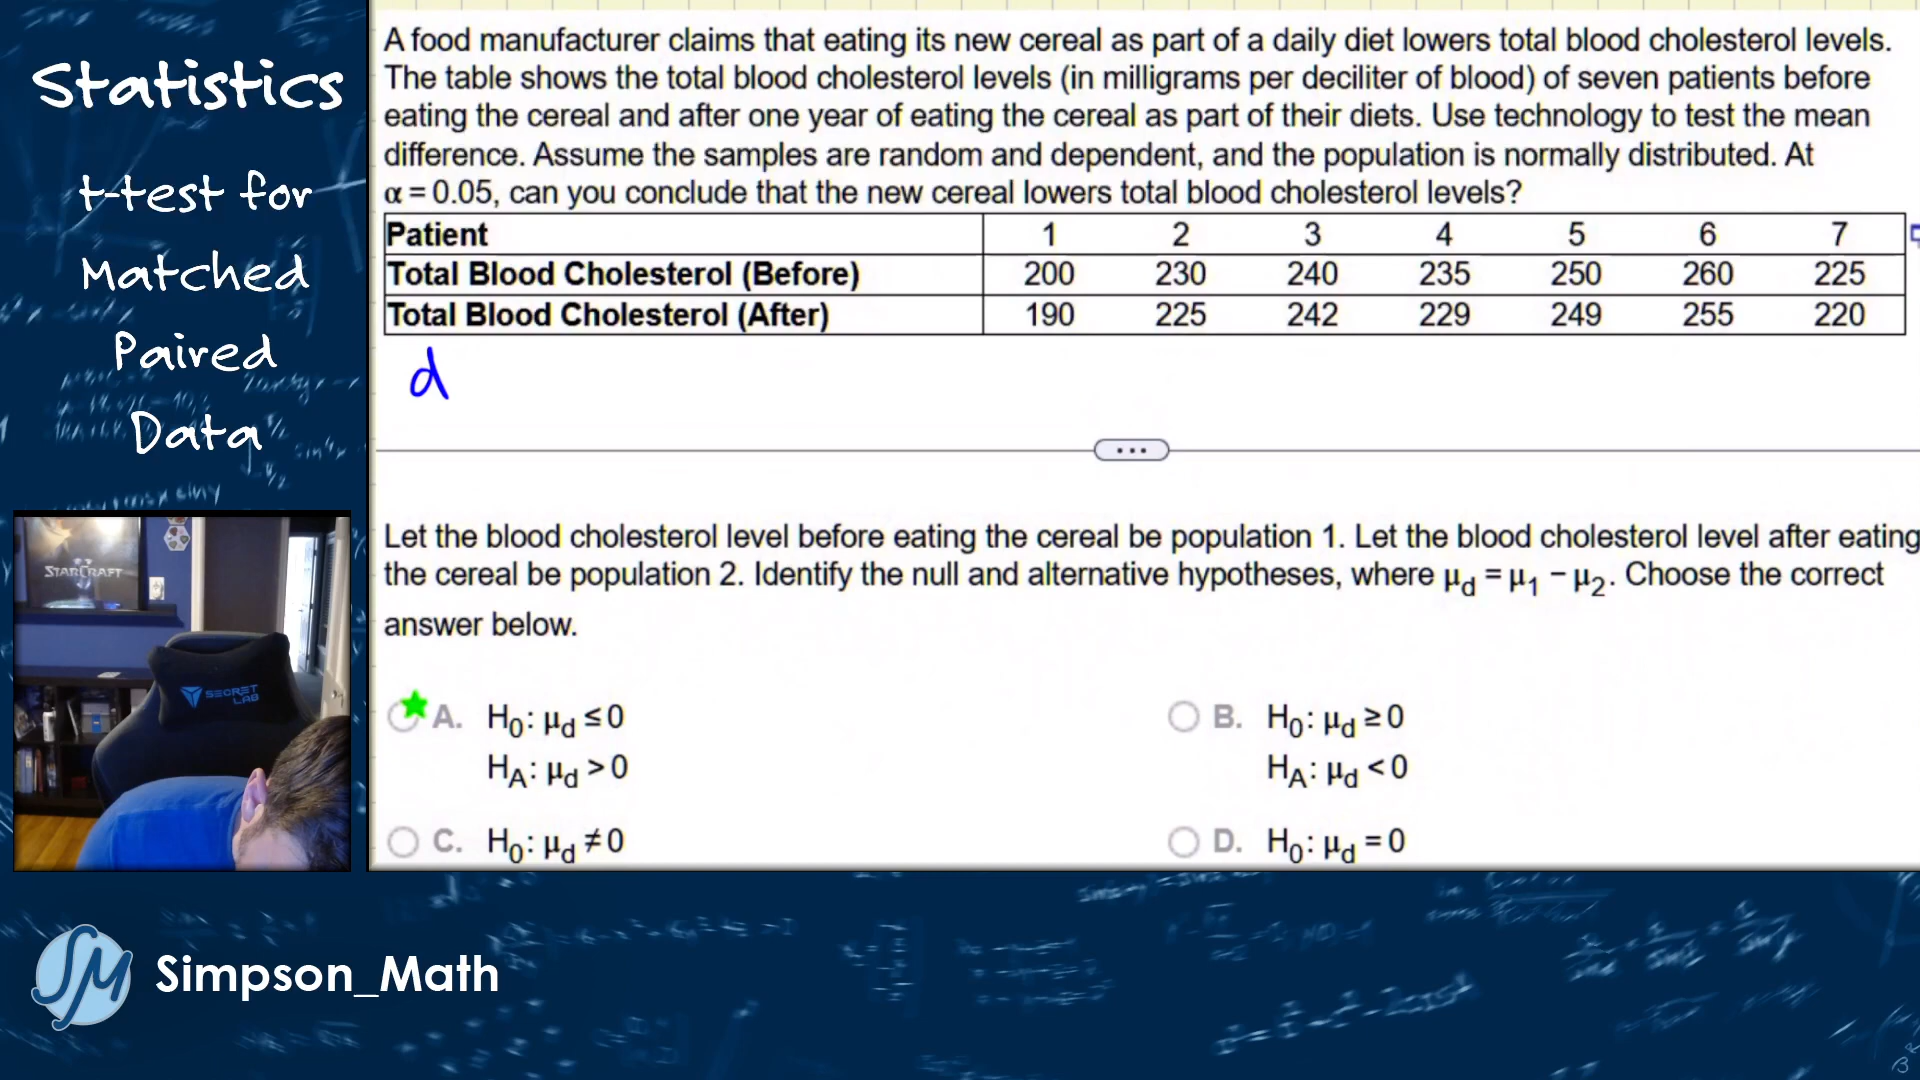 Statistics
t-test for
Matched
Paired
Data
A food manufacturer claims that eating its new cereal as part of a daily diet lowers total blood cholesterol levels.
The table shows the total blood cholesterol levels (in milligrams per deciliter of blood) of seven patients before
eating the cereal and after one year of eating the cereal as part of their diets. Use technology to test the mean
difference. Assume the samples are random and dependent, and the population is normally distributed. At
α = 0.05, can you conclude that the new cereal lowers total blood cholesterol levels?
Patient 1 2 3 4 5 6 7
Total Blood Cholesterol (Before) 200 230 240 235 250 260 225
Total Blood Cholesterol (After) 190 225 242 229 249 255 220
d
Let the blood cholesterol level before eating the cereal be population 1. Let the blood cholesterol level after eating
the cereal be population 2. Identify the null and alternative hypotheses, where μd = μ1 − μ2. Choose the correct
answer below.
A. H0: μd ≤ 0
HA: μd > 0
B. H0: μd ≥ 0
HA: μd < 0
C. H0: μd ≠ 0
D. H0: μd = 0
STARCRAFT
SECRET
LAB
SM
Simpson_Math